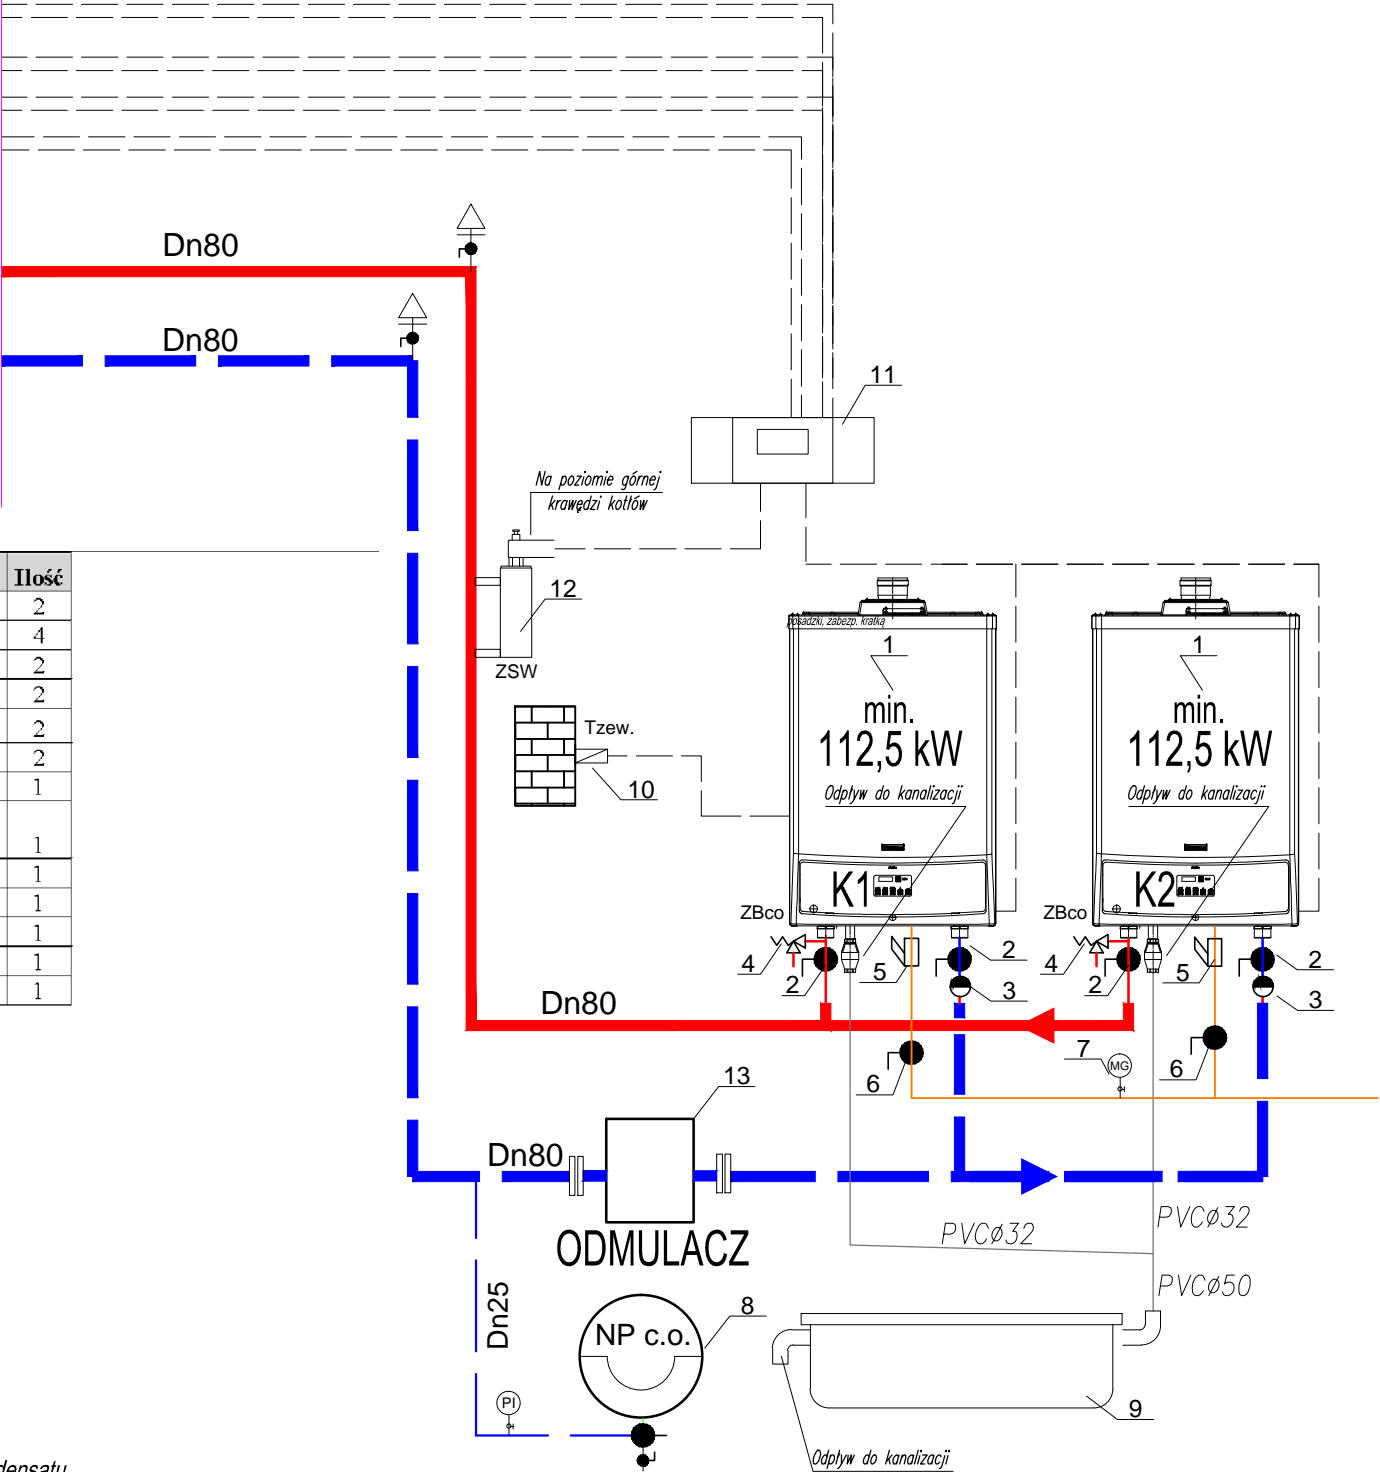 Dn80
Dn80
11
Na poziomie górnej
krawędzi kotłów
Ilość
2
4
2
2
2
2
1
1
1
1
1
1
1
12
ZSW
posadzki, zabezp. kratką
1
1
min.
112,5 kW
Odpływ do kanalizacji
min.
112,5 kW
Odpływ do kanalizacji
Tzew.
10
K1
K2
ZBco
ZBco
4
2
5
2
3
4
2
5
2
3
Dn80
6
7
MG
6
13
Dn80
ODMULACZ
PVCø32
PVCø32
PVCø50
Dn25
NP c.o.
8
PI
9
Odpływ do kanalizacji
densatu